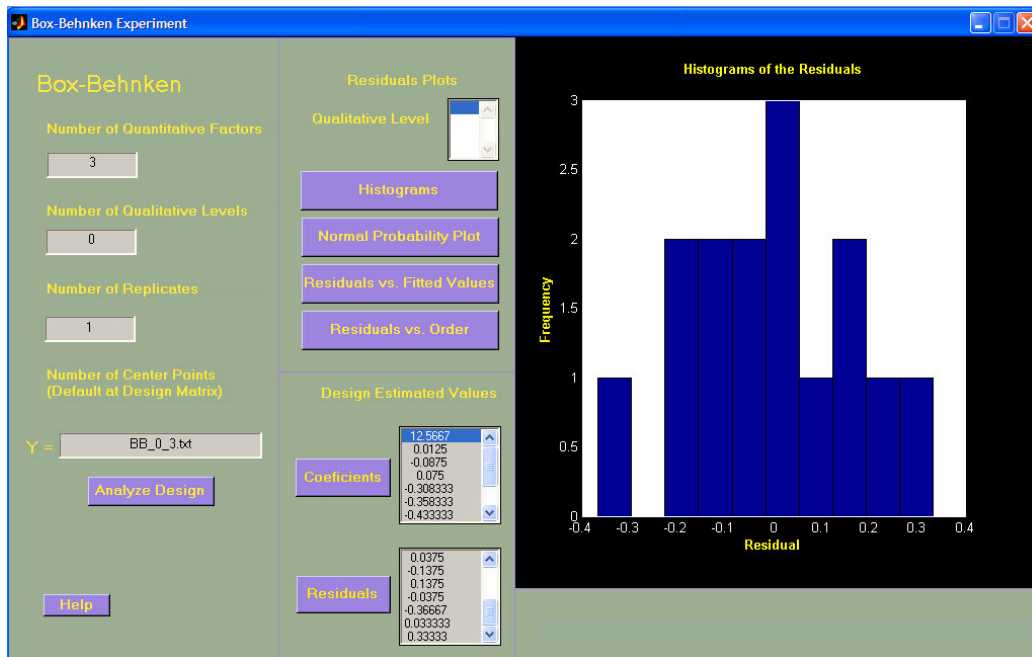 Box-Behnken Experiment
Box-Behnken
Number of Quantitative Factors
3
Number of Qualitative Levels
0
Number of Replicates
1
Number of Center Points
(Default at Design Matrix)
Y =
BB_0_3.txt
Analyze Design
Help
Residuals Plots
Qualitative Level
Histograms
Normal Probability Plot
Residuals vs. Fitted Values
Residuals vs. Order
Design Estimated Values
Coeficients
12.5667
0.0125
-0.0875
0.075
-0.308333
-0.358333
-0.433333
Residuals
0.0375
-0.1375
0.1375
-0.0375
-0.36667
0.033333
0.33333
Histograms of the Residuals
3
2.5
2
1.5
1
0.5
0
Frequency
-0.4 -0.3 -0.2 -0.1 0 0.1 0.2 0.3 0.4
Residual